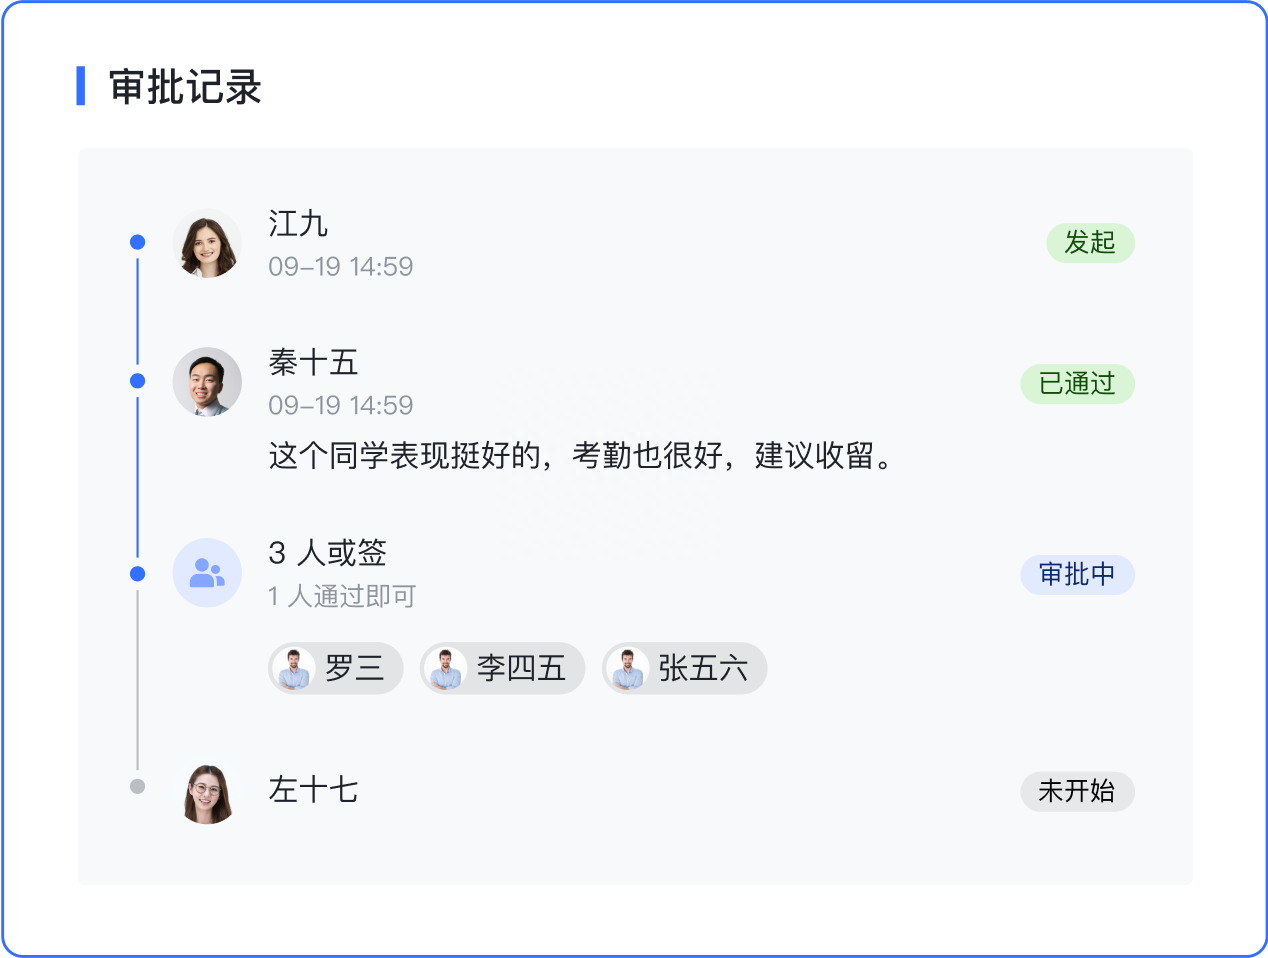 审批记录
江九
09-19 14:59
发起
秦十五
09-19 14:59
已通过
这个同学表现挺好的，考勤也很好，建议收留。
3 人或签
1 人通过即可
审批中
罗三 李四五 张五六
左十七
未开始